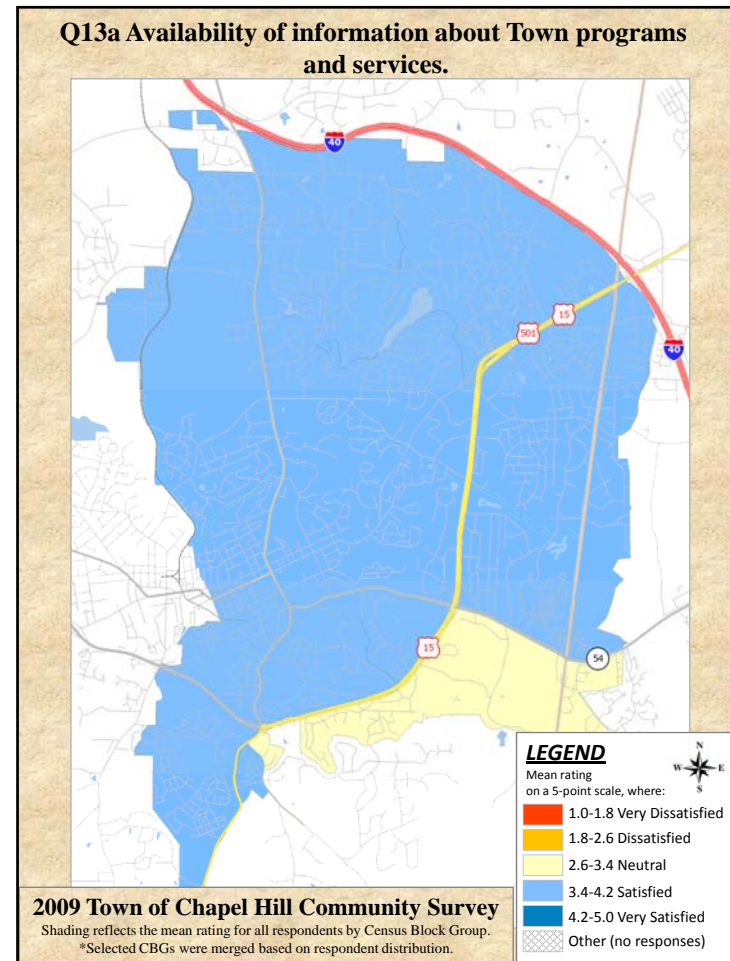 Q13a Availability of information about Town programs
and services.
40
15
501
40
15
54
LEGEND
N
W E
S
Mean rating
on a 5-point scale, where:
1.0-1.8 Very Dissatisfied
1.8-2.6 Dissatisfied
2.6-3.4 Neutral
3.4-4.2 Satisfied
4.2-5.0 Very Satisfied
Other (no responses)
2009 Town of Chapel Hill Community Survey
Shading reflects the mean rating for all respondents by Census Block Group.
*Selected CBGs were merged based on respondent distribution.